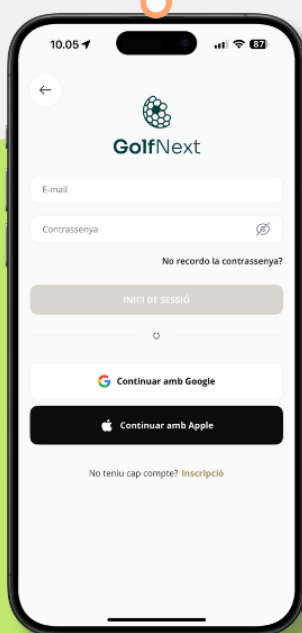 10.05
87
GolfNext
E-mail
Contrassenya
No recordo la contrassenya?
INICI DE SESSIÓ
O
Continuar amb Google
Continuar amb Apple
No teniu cap compte? Inscripció